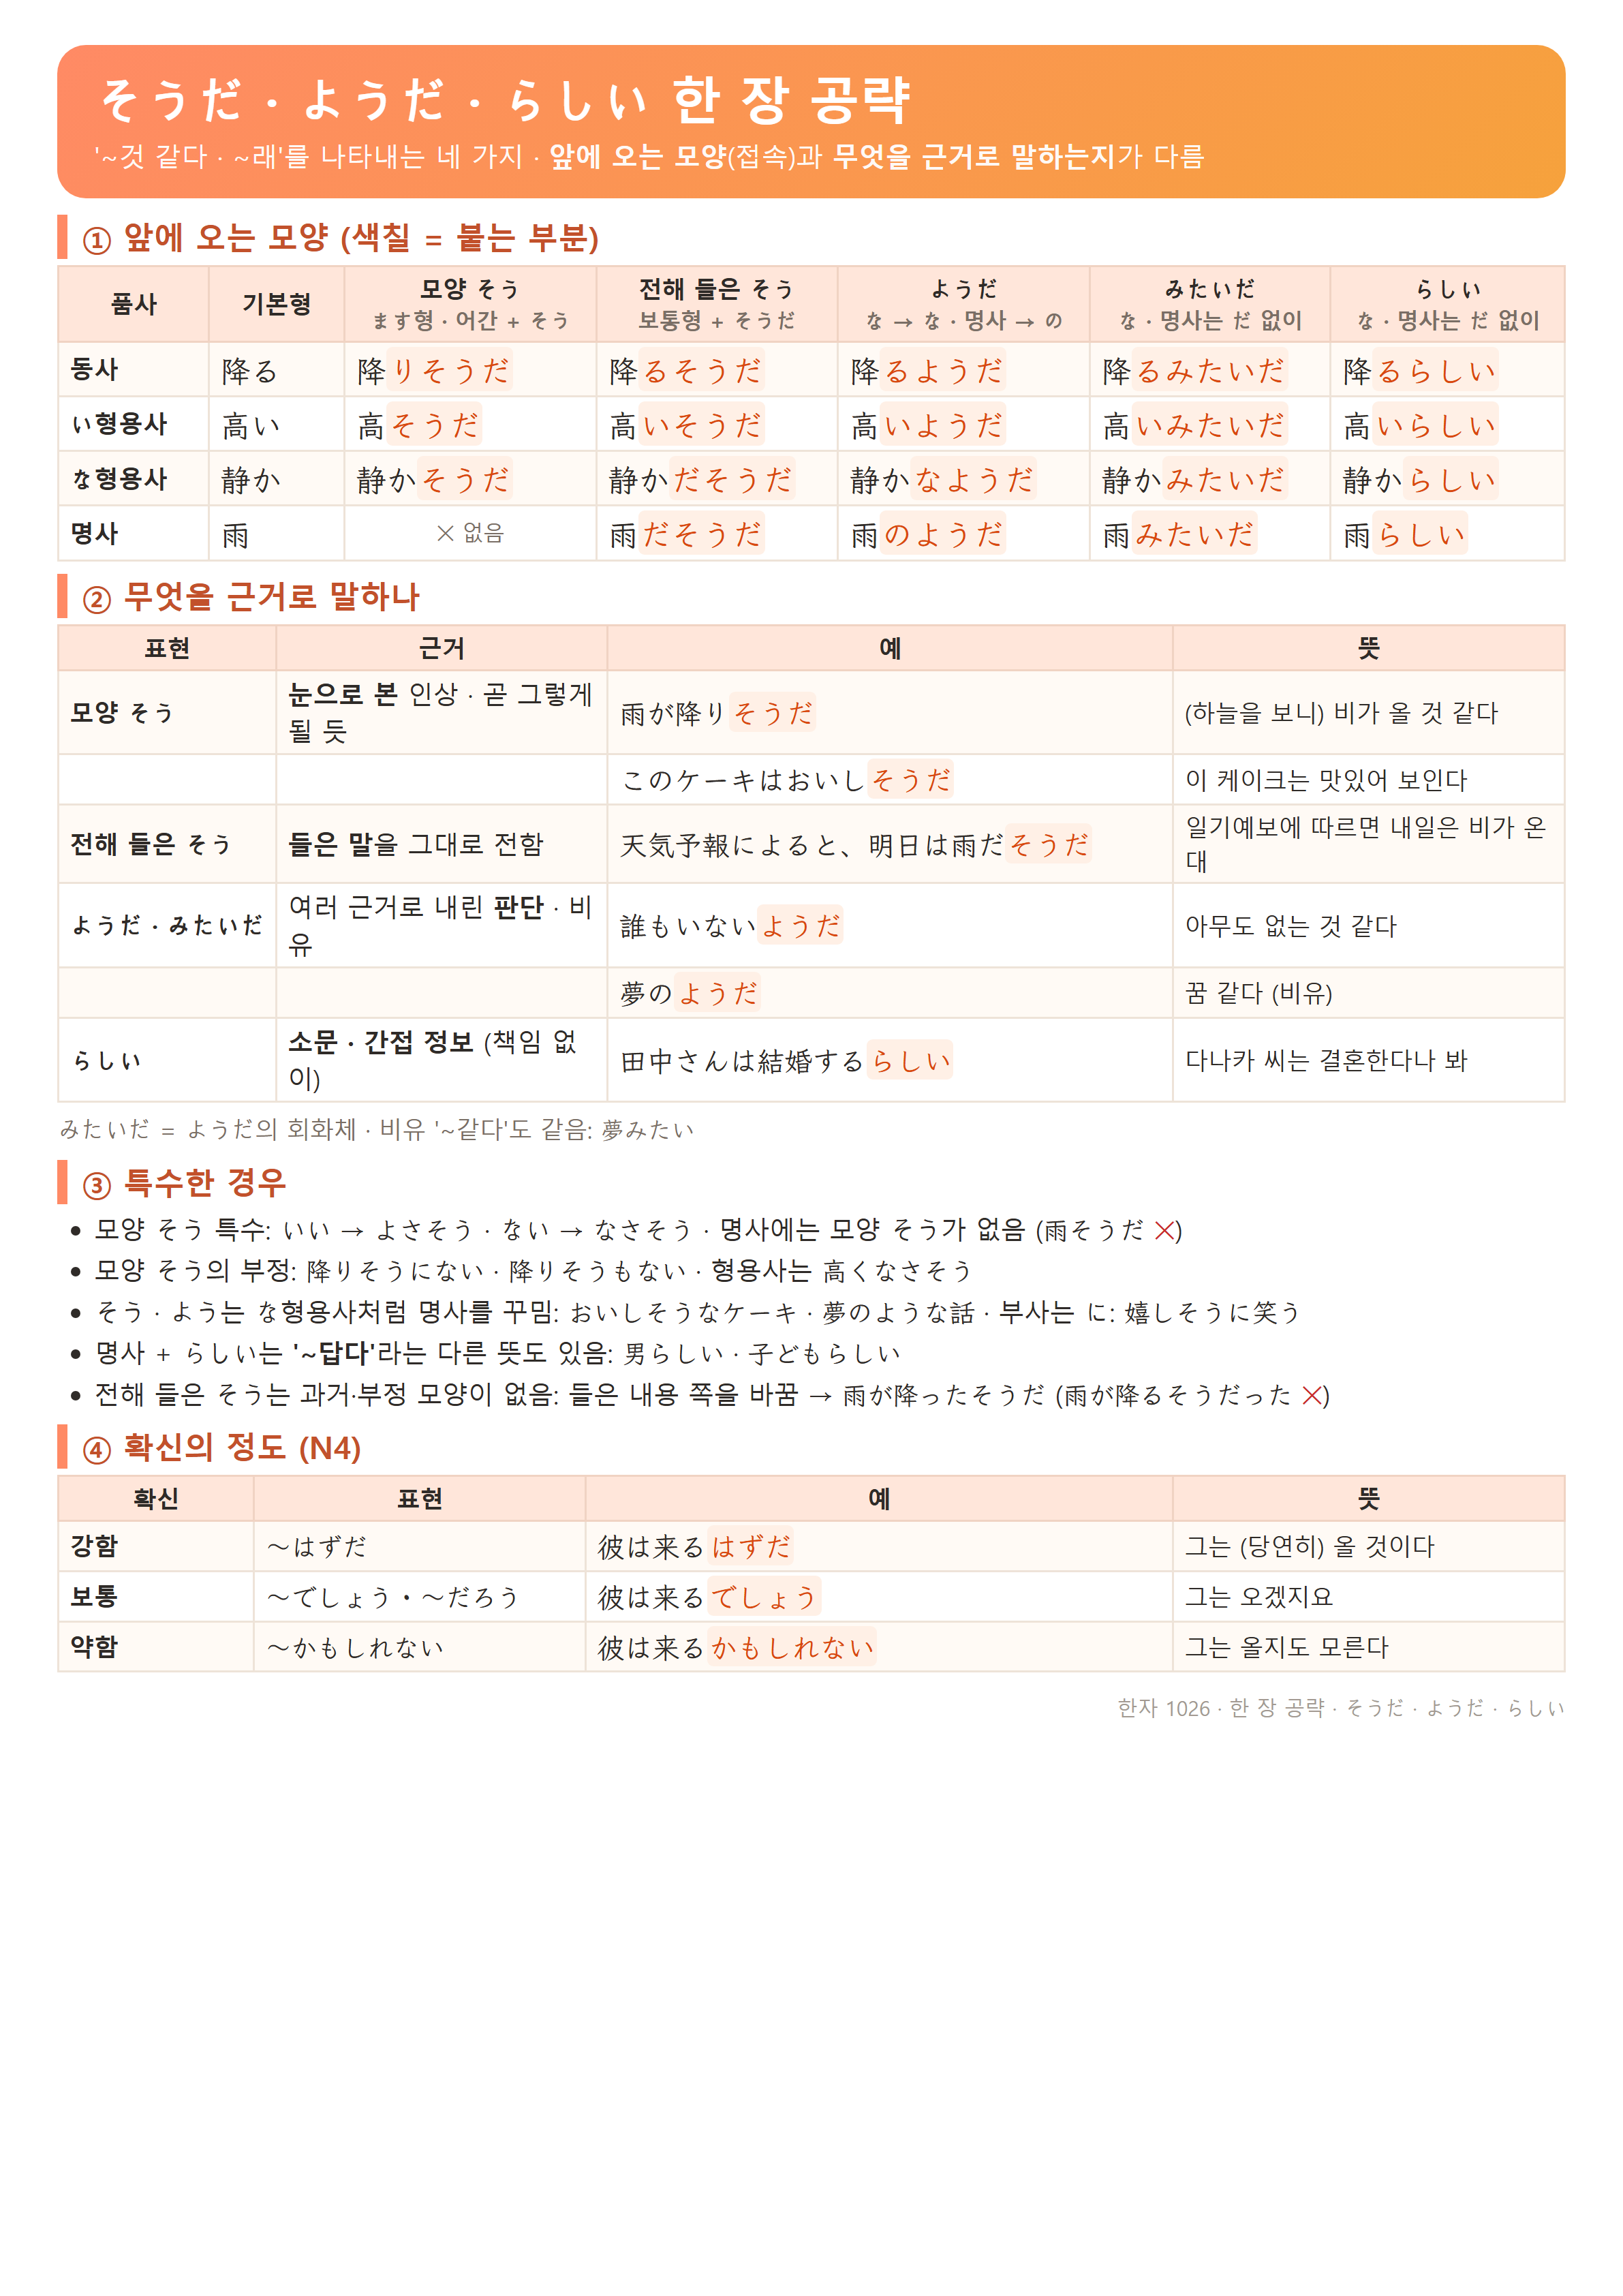 そうだ · ようだ · らしい 한 장 공략
'~것 같다 · ~래'를 나타내는 네 가지 · 앞에 오는 모양(접속)과 무엇을 근거로 말하는지가 다름
① 앞에 오는 모양 (색칠 = 붙는 부분)
품사 기본형 모양 そう 전해 들은 そう ようだ みたいだ らしい
ます형 · 어간 + そう 보통형 + そうだ な → な · 명사 → の な · 명사는 だ 없이 な · 명사는 だ 없이
동사 降る 降りそうだ 降るそうだ 降るようだ 降るみたいだ 降るらしい
い형용사 高い 高そうだ 高いそうだ 高いようだ 高いみたいだ 高いらしい
な형용사 静か 静かそうだ 静かだそうだ 静かなようだ 静かみたいだ 静からしい
명사 雨 × 없음 雨だそうだ 雨のようだ 雨みたいだ 雨らしい
② 무엇을 근거로 말하나
표현 근거 예 뜻
모양 そう 눈으로 본 인상 · 곧 그렇게 될 듯 雨が降りそうだ (하늘을 보니) 비가 올 것 같다
このケーキはおいしそうだ 이 케이크는 맛있어 보인다
전해 들은 そう 들은 말을 그대로 전함 天気予報によると、明日は雨だそうだ 일기예보에 따르면 내일은 비가 온대
ようだ · みたいだ 여러 근거로 내린 판단 · 비유 誰もいないようだ 아무도 없는 것 같다
夢のようだ 꿈 같다 (비유)
らしい 소문 · 간접 정보 (책임 없이) 田中さんは結婚するらしい 다나카 씨는 결혼한다나 봐
みたいだ = ようだ의 회화체 · 비유 '~같다'도 같음: 夢みたい
③ 특수한 경우
• 모양 そう 특수: いい → よさそう · ない → なさそう · 명사에는 모양 そう가 없음 (雨そうだ ×)
• 모양 そう의 부정: 降りそうにない · 降りそうもない · 형용사는 高くなさそう
• そう · よう는 な형용사처럼 명사를 꾸밈: おいしそうなケーキ · 夢のような話 · 부사는 に: 嬉しそうに笑う
• 명사 + らしい는 '~답다'라는 다른 뜻도 있음: 男らしい · 子どもらしい
• 전해 들은 そう는 과거·부정 모양이 없음: 들은 내용 쪽을 바꿈 → 雨が降ったそうだ (雨が降るそうだった ×)
④ 확신의 정도 (N4)
확신 표현 예 뜻
강함 〜はずだ 彼は来るはずだ 그는 (당연히) 올 것이다
보통 〜でしょう・〜だろう 彼は来るでしょう 그는 오겠지요
약함 〜かもしれない 彼は来るかもしれない 그는 올지도 모른다
한자 1026 · 한 장 공략 · そうだ · ようだ · らしい